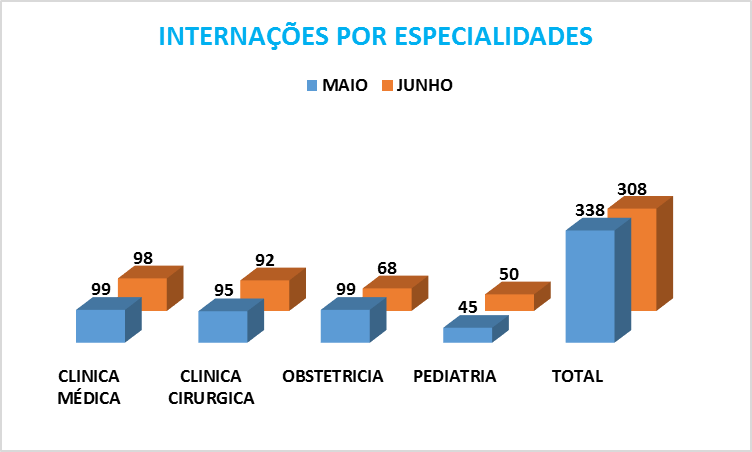 INTERNAÇÕES POR ESPECIALIDADES
MAIO JUNHO
99 98
95 92
99 68
45 50
338 308
CLINICA
MÉDICA
CLINICA
CIRURGICA
OBSTETRICIA
PEDIATRIA
TOTAL